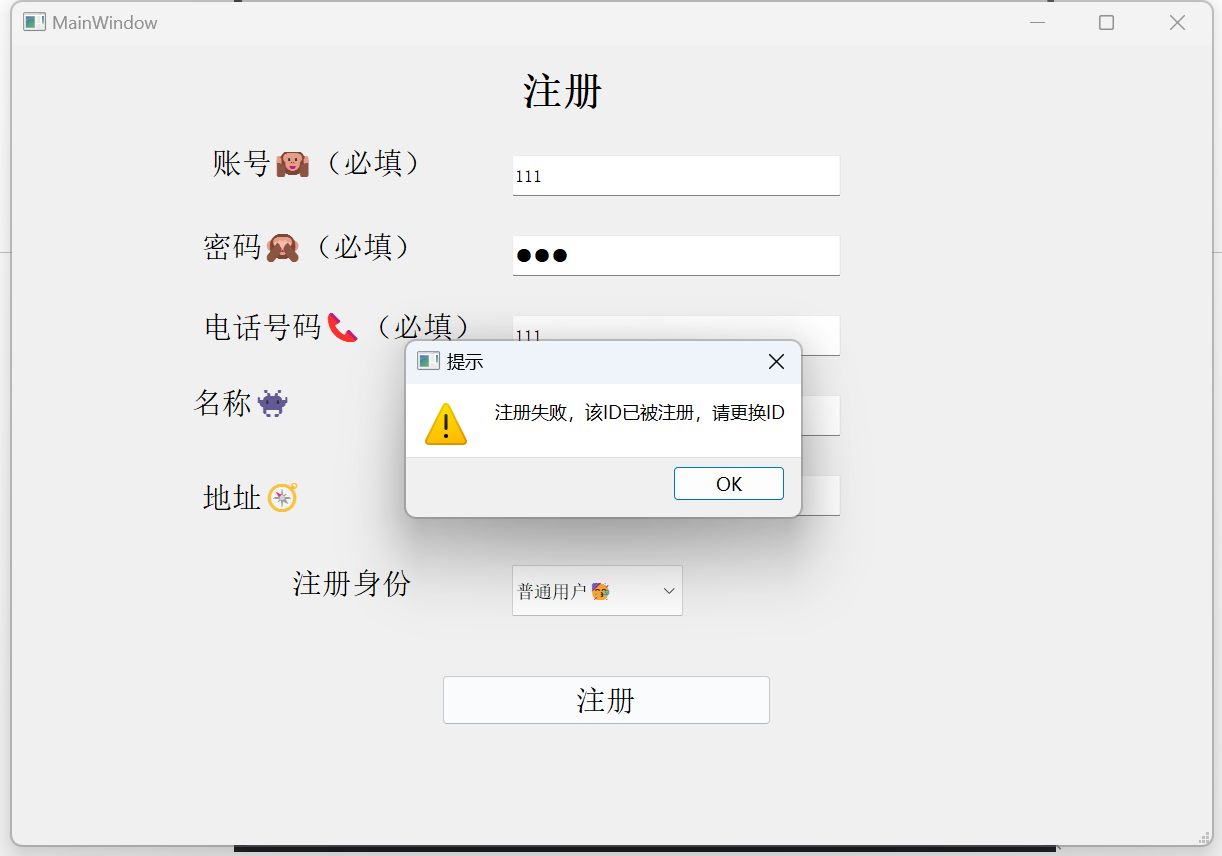 MainWindow
注册
账号🙉（必填）
111
密码🙈（必填）
●●●
电话号码📞（必填）
111
提示
注册失败，该ID已被注册，请更换ID
OK
名称👾
地址🧭
注册身份
普通用户🥳
注册